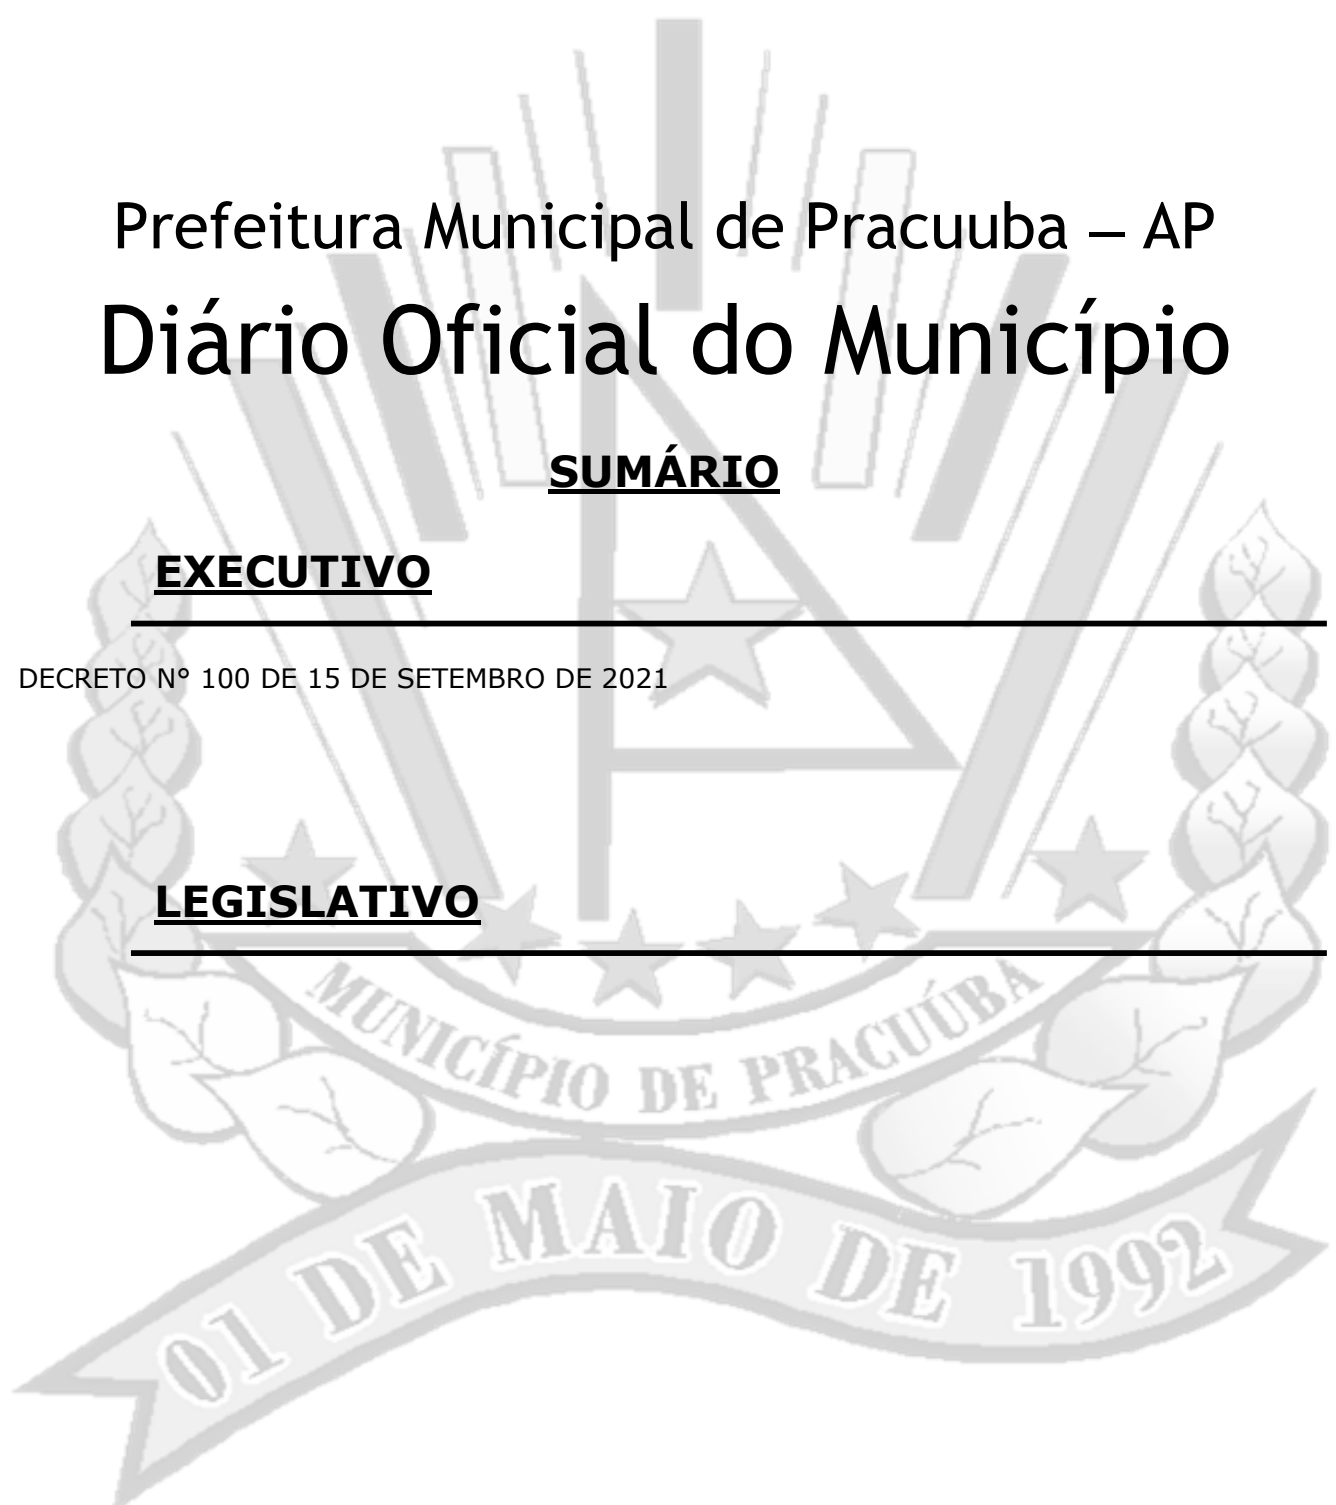 Prefeitura Municipal de Pracuuba – AP
Diário Oficial do Município
SUMÁRIO
EXECUTIVO
DECRETO Nº 100 DE 15 DE SETEMBRO DE 2021
LEGISLATIVO
MUNICÍPIO DE PRACUÚBA
01 DE MAIO DE 1992